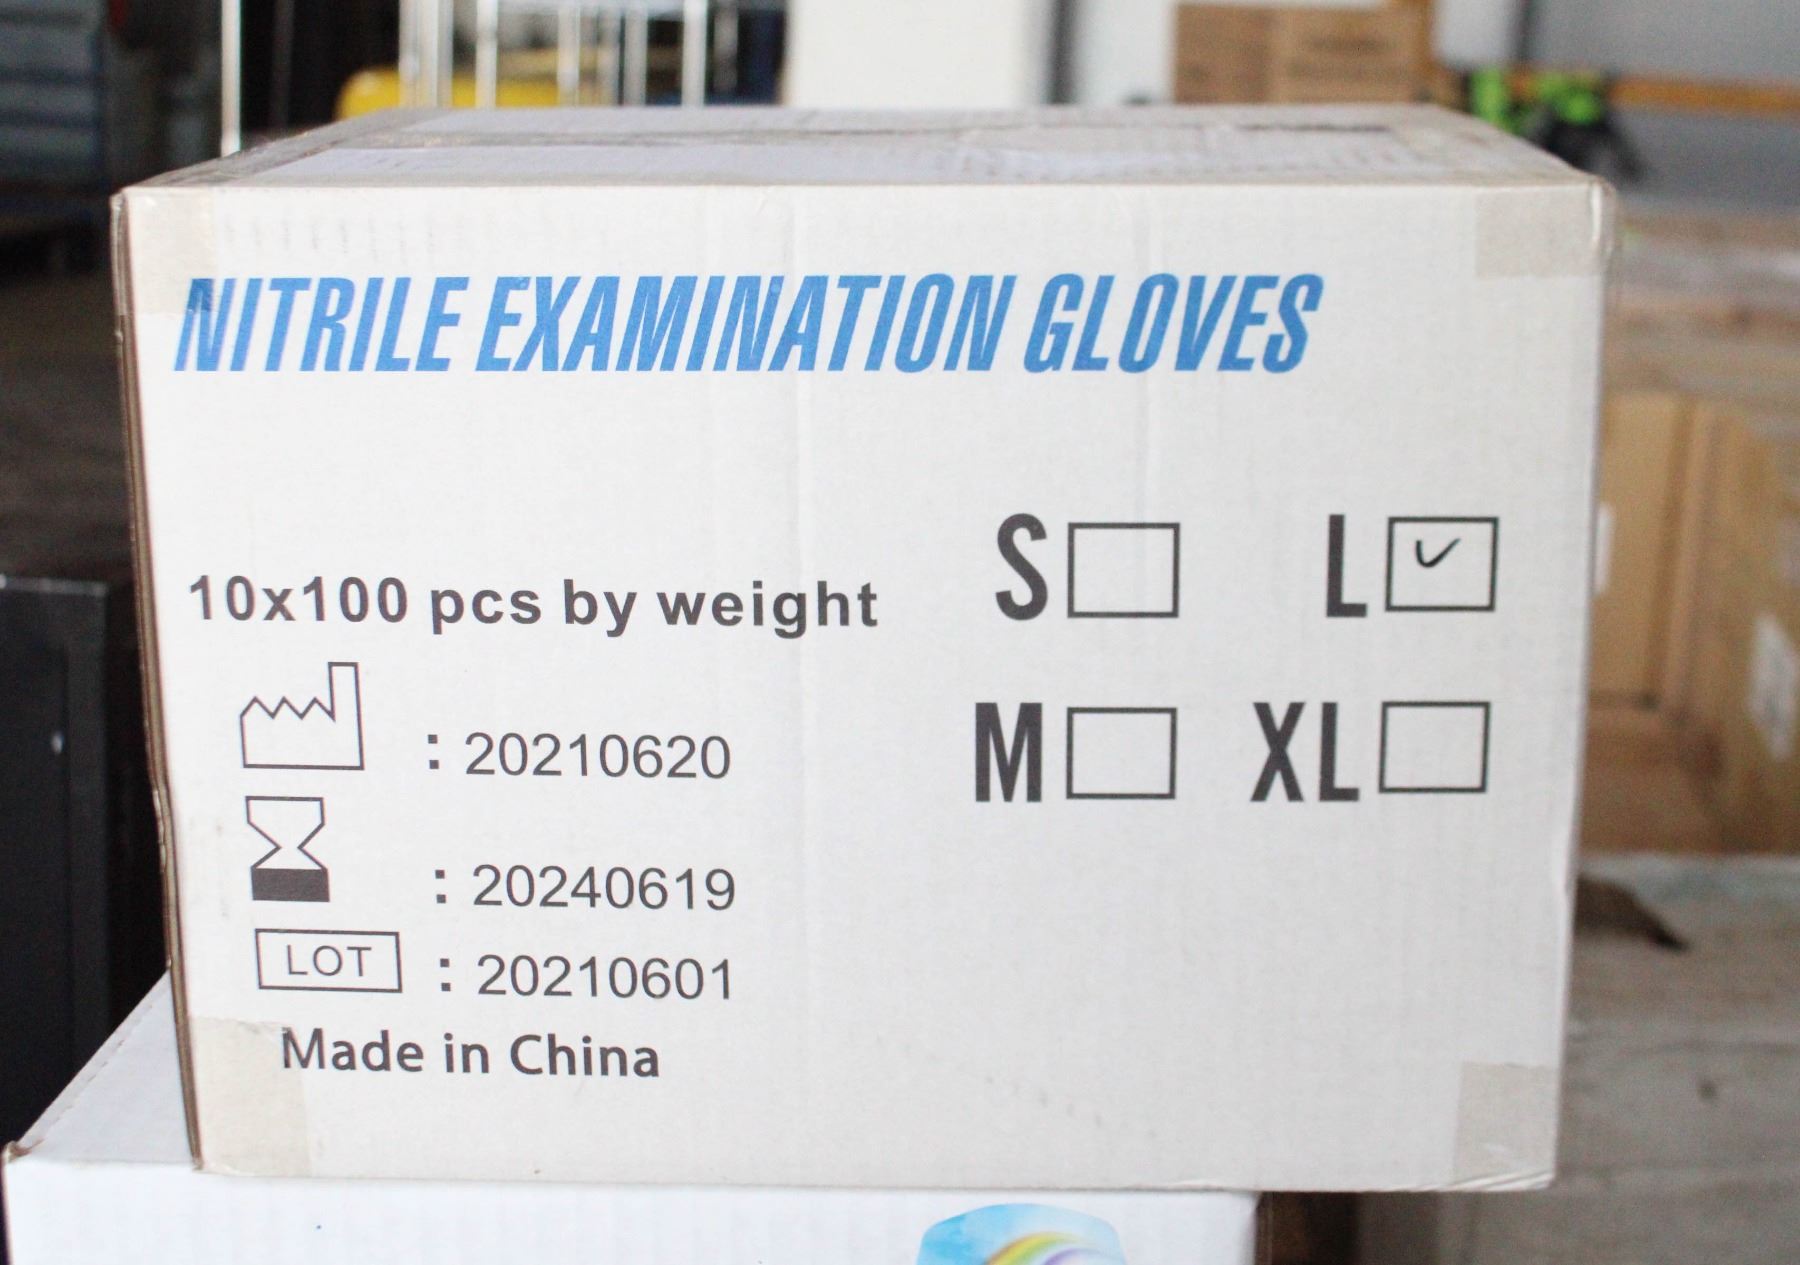 NITRILE EXAMINATION GLOVES
10x100 pcs by weight
S L
: 20210620
M XL
: 20240619
LOT : 20210601
Made in China